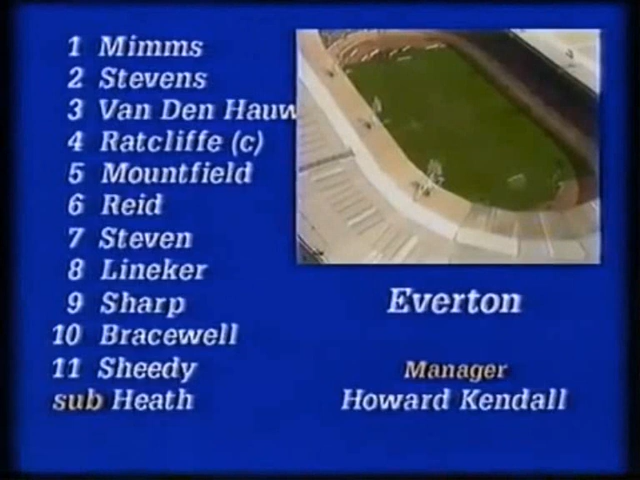 1 Mimms
2 Stevens
3 Van Den Hauw
4 Ratcliffe (c)
5 Mountfield
6 Reid
7 Steven
8 Lineker
9 Sharp
10 Bracewell
11 Sheedy
sub Heath
Everton
Manager
Howard Kendall